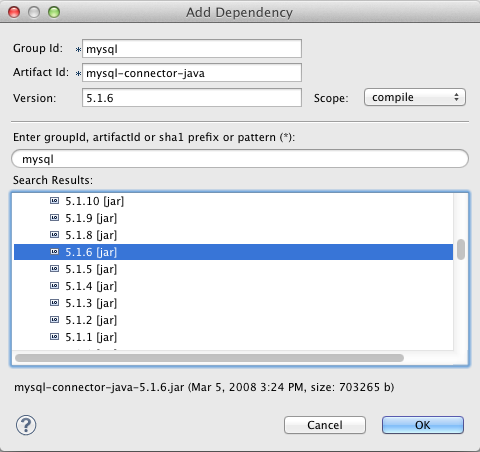 Add Dependency
Group Id: * mysql
Artifact Id: * mysql-connector-java
Version: 5.1.6 Scope: compile
Enter groupId, artifactId or sha1 prefix or pattern (*):
mysql
Search Results:
5.1.10 [jar]
5.1.9 [jar]
5.1.8 [jar]
5.1.6 [jar]
5.1.5 [jar]
5.1.4 [jar]
5.1.3 [jar]
5.1.2 [jar]
5.1.1 [jar]
mysql-connector-java-5.1.6.jar (Mar 5, 2008 3:24 PM, size: 703265 b)
? Cancel OK